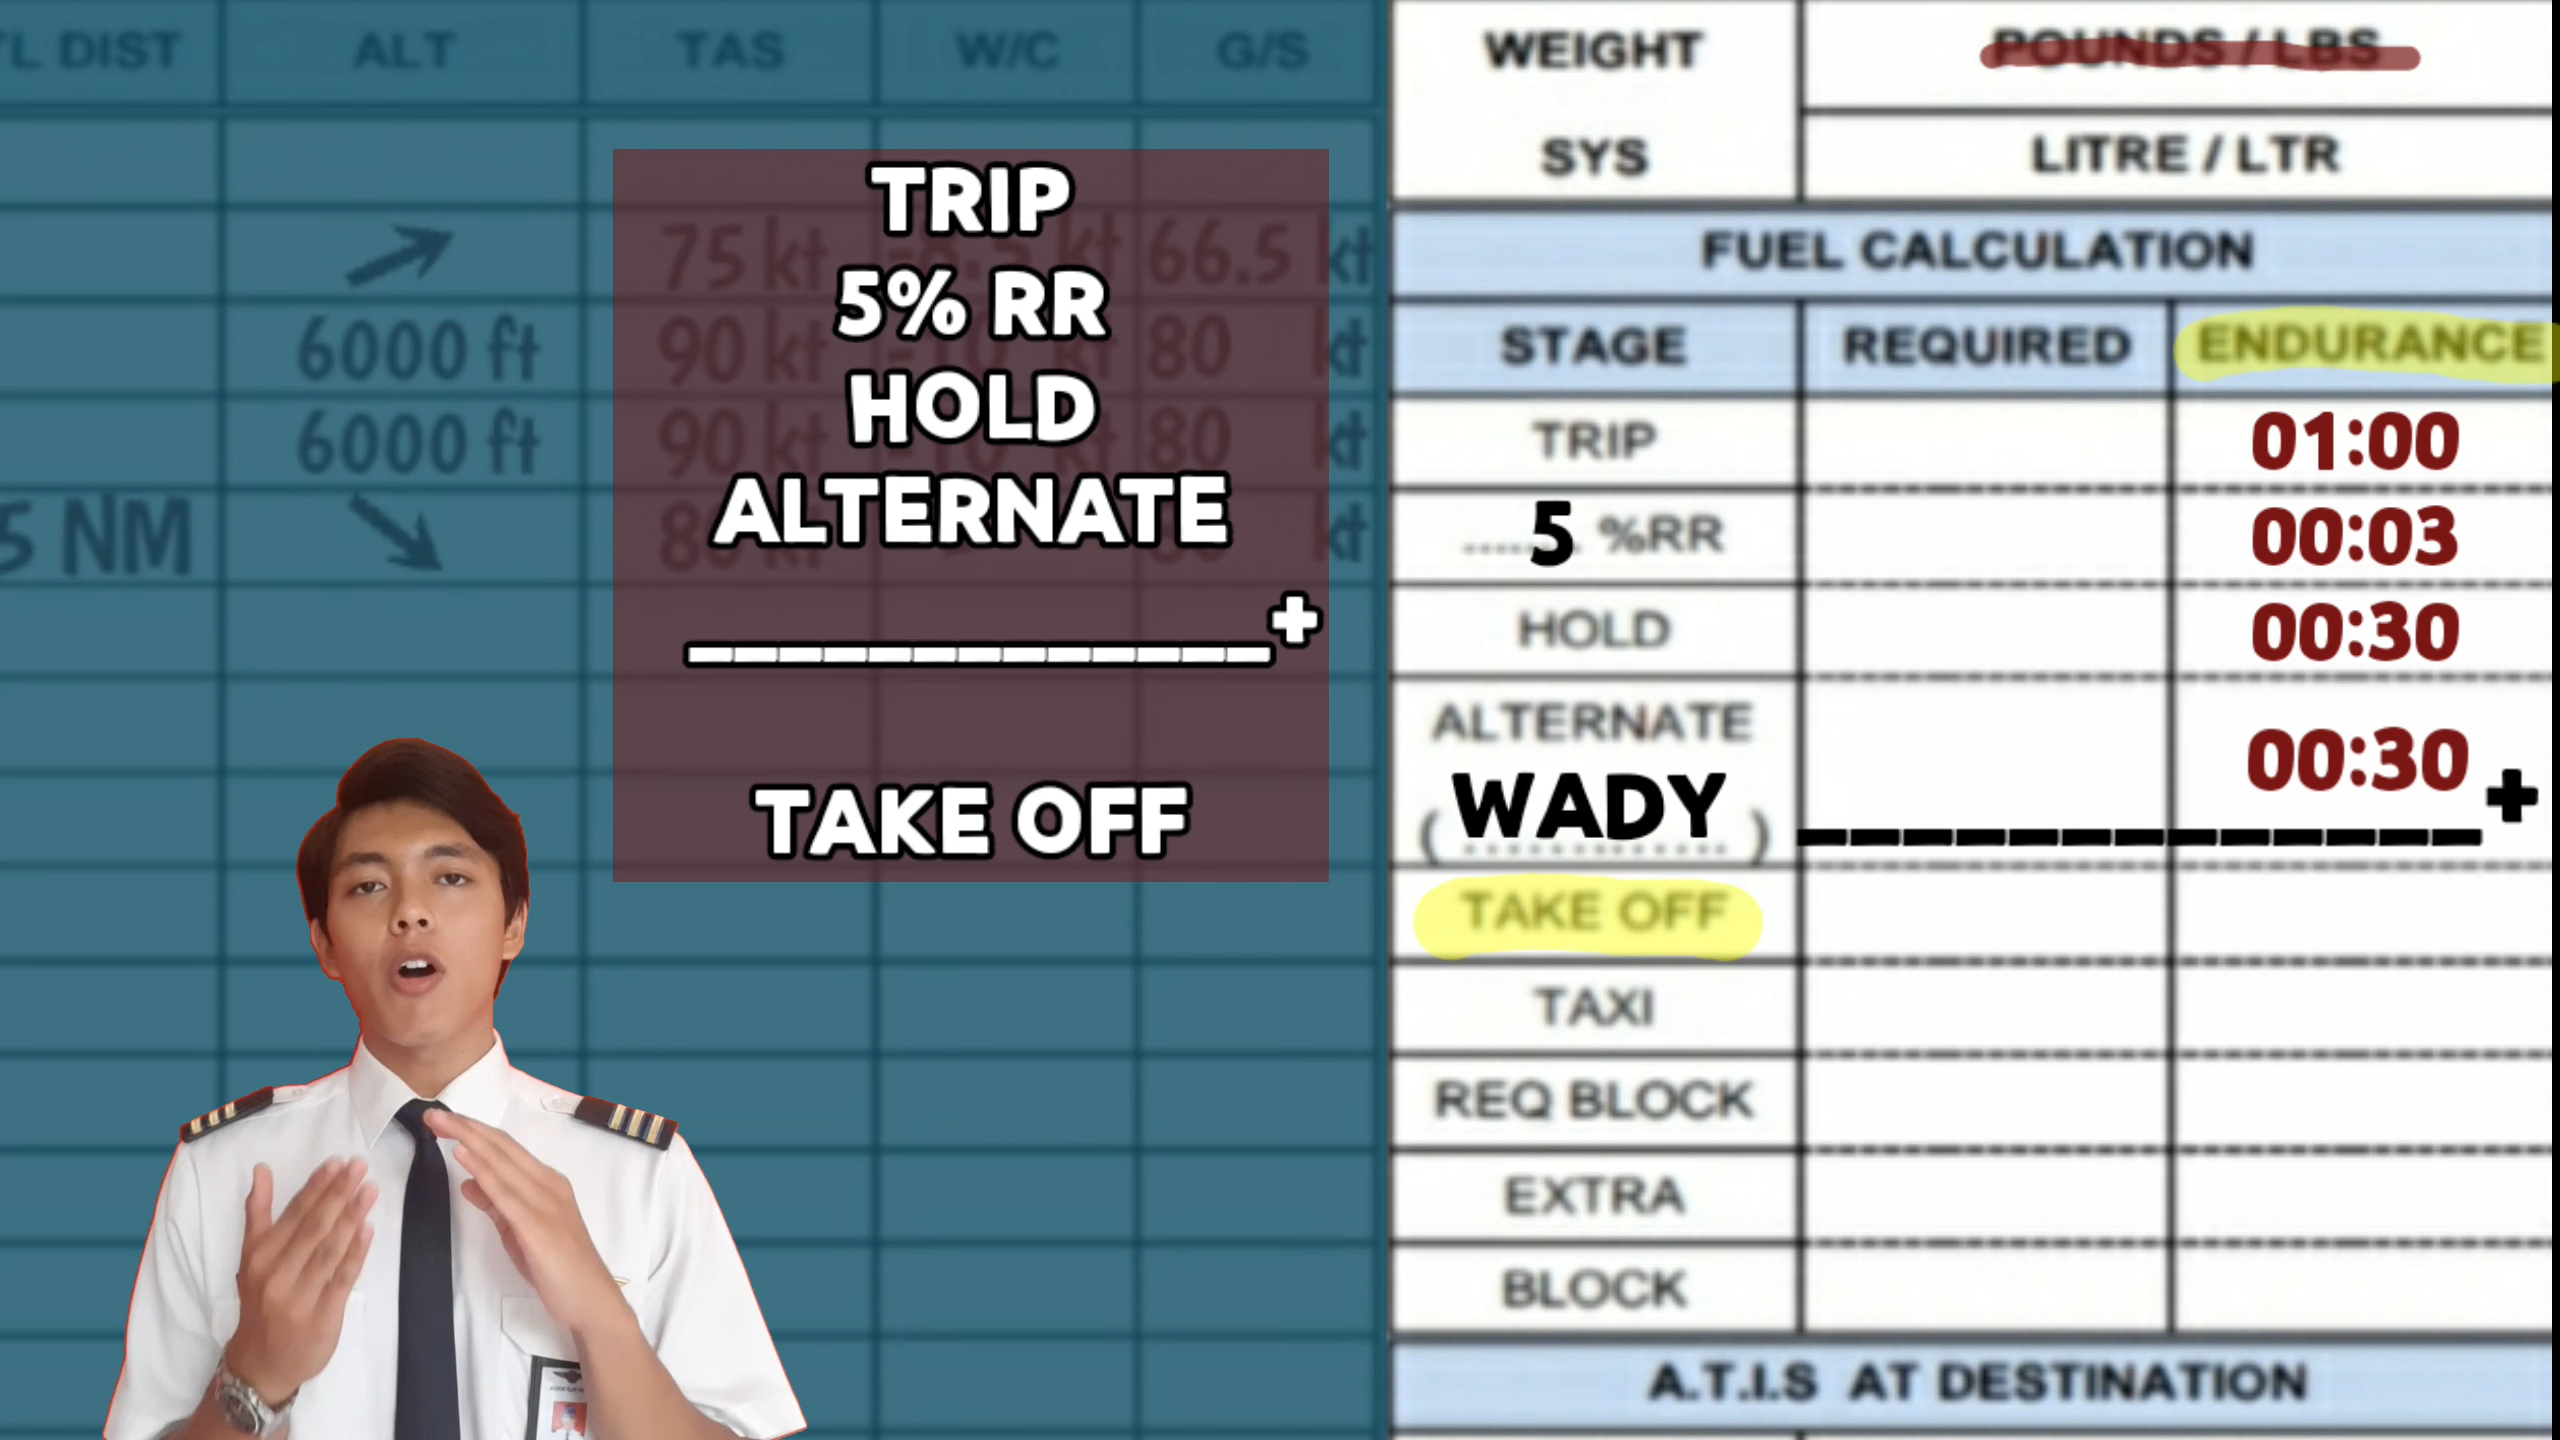 L DIST ALT TAS W/C G/S
75 kt 66.5 kt
6000 ft 90 kt 80 kt
6000 ft 90 kt 80 kt
5 NM kt
TRIP
5% RR
HOLD
ALTERNATE
____________+
TAKE OFF
WEIGHT SYS
POUNDS / LBS
LITRE / LTR
FUEL CALCULATION
STAGE REQUIRED ENDURANCE
TRIP 01:00
5 %RR 00:03
HOLD 00:30
ALTERNATE
( WADY ) 00:30 +
TAKE OFF
TAXI
REQ BLOCK
EXTRA
BLOCK
A.T.I.S AT DESTINATION